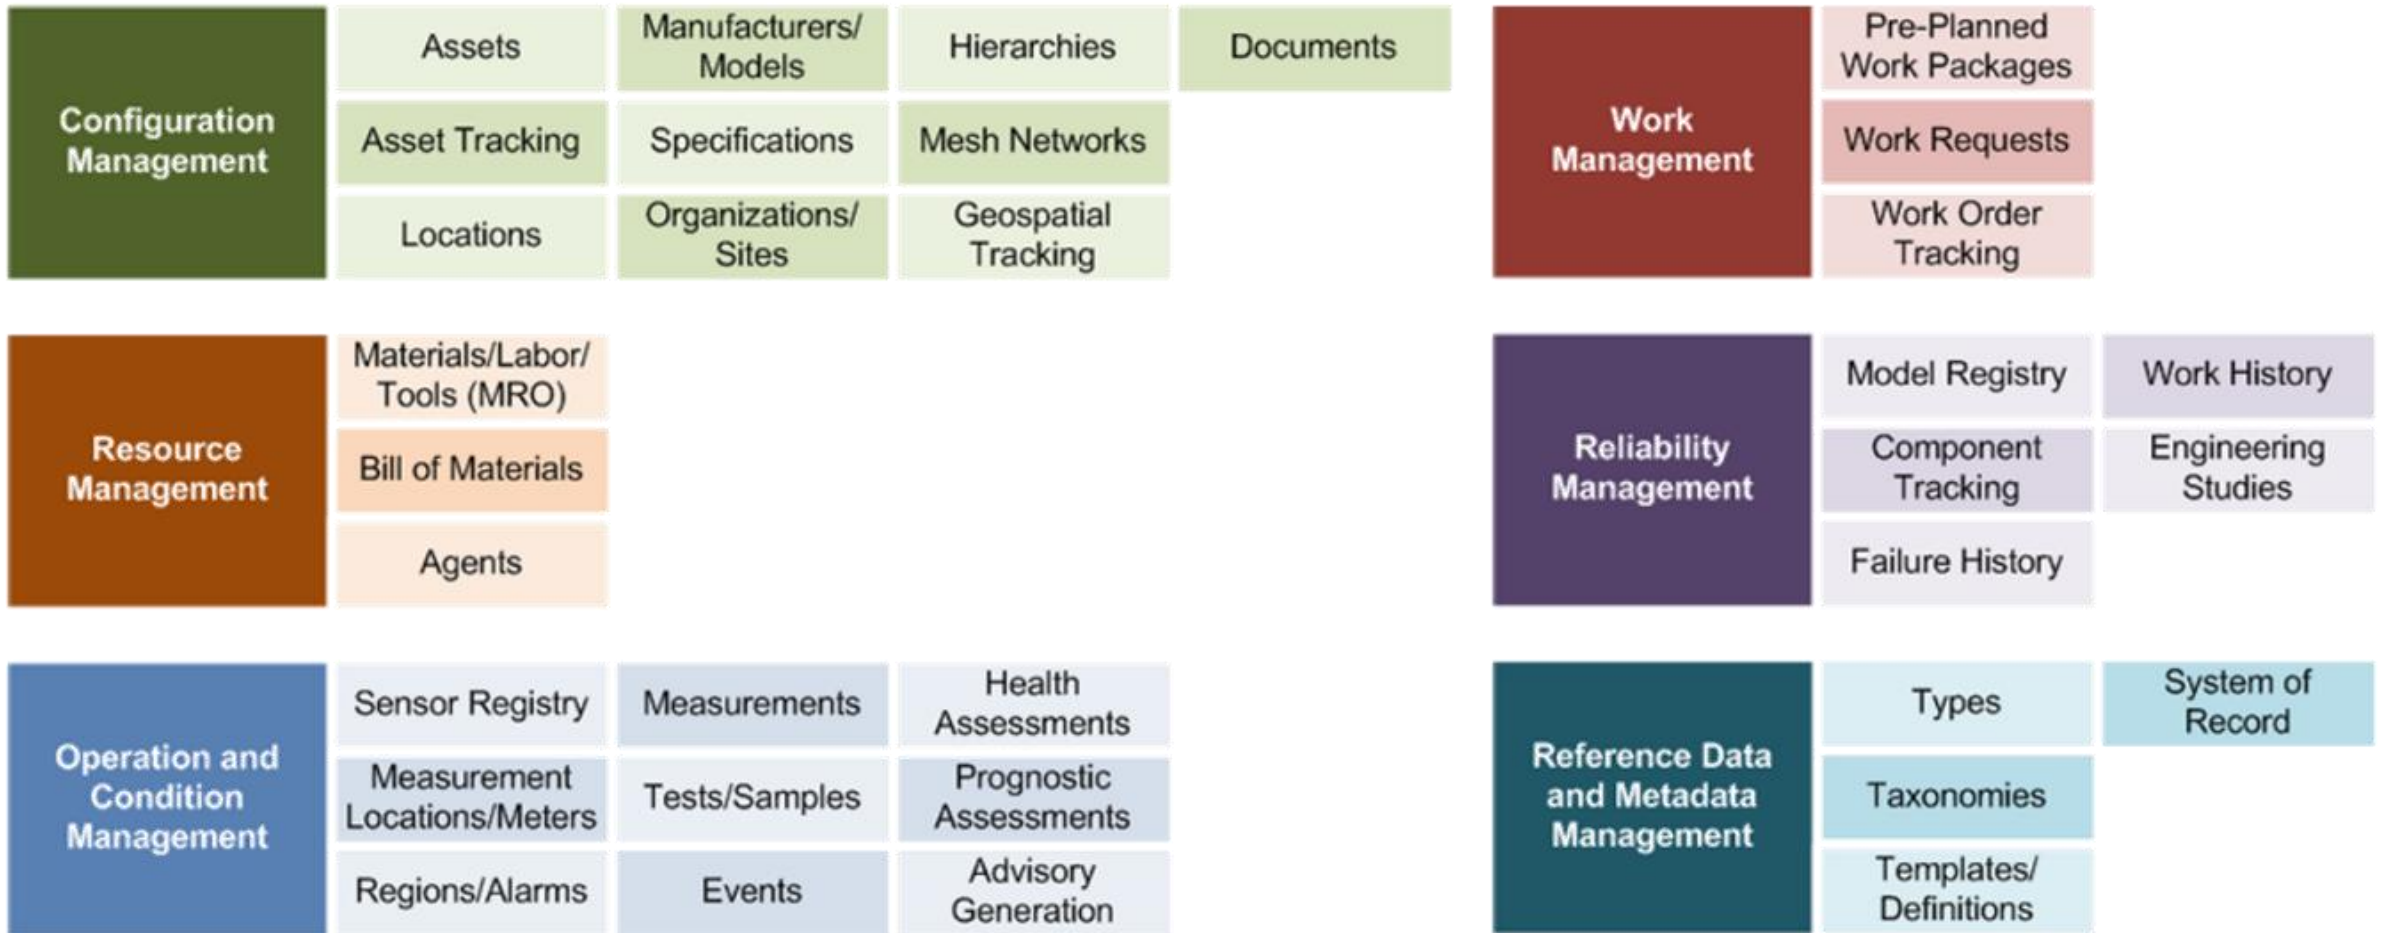 Configuration
Management
Assets
Manufacturers/
Models
Hierarchies
Documents
Asset Tracking
Specifications
Mesh Networks
Locations
Organizations/
Sites
Geospatial
Tracking
Work
Management
Pre-Planned
Work Packages
Work Requests
Work Order
Tracking
Resource
Management
Materials/Labor/
Tools (MRO)
Bill of Materials
Agents
Reliability
Management
Model Registry
Work History
Component
Tracking
Engineering
Studies
Failure History
Operation and
Condition
Management
Sensor Registry
Measurements
Health
Assessments
Measurement
Locations/Meters
Tests/Samples
Prognostic
Assessments
Regions/Alarms
Events
Advisory
Generation
Reference Data
and Metadata
Management
Types
System of
Record
Taxonomies
Templates/
Definitions